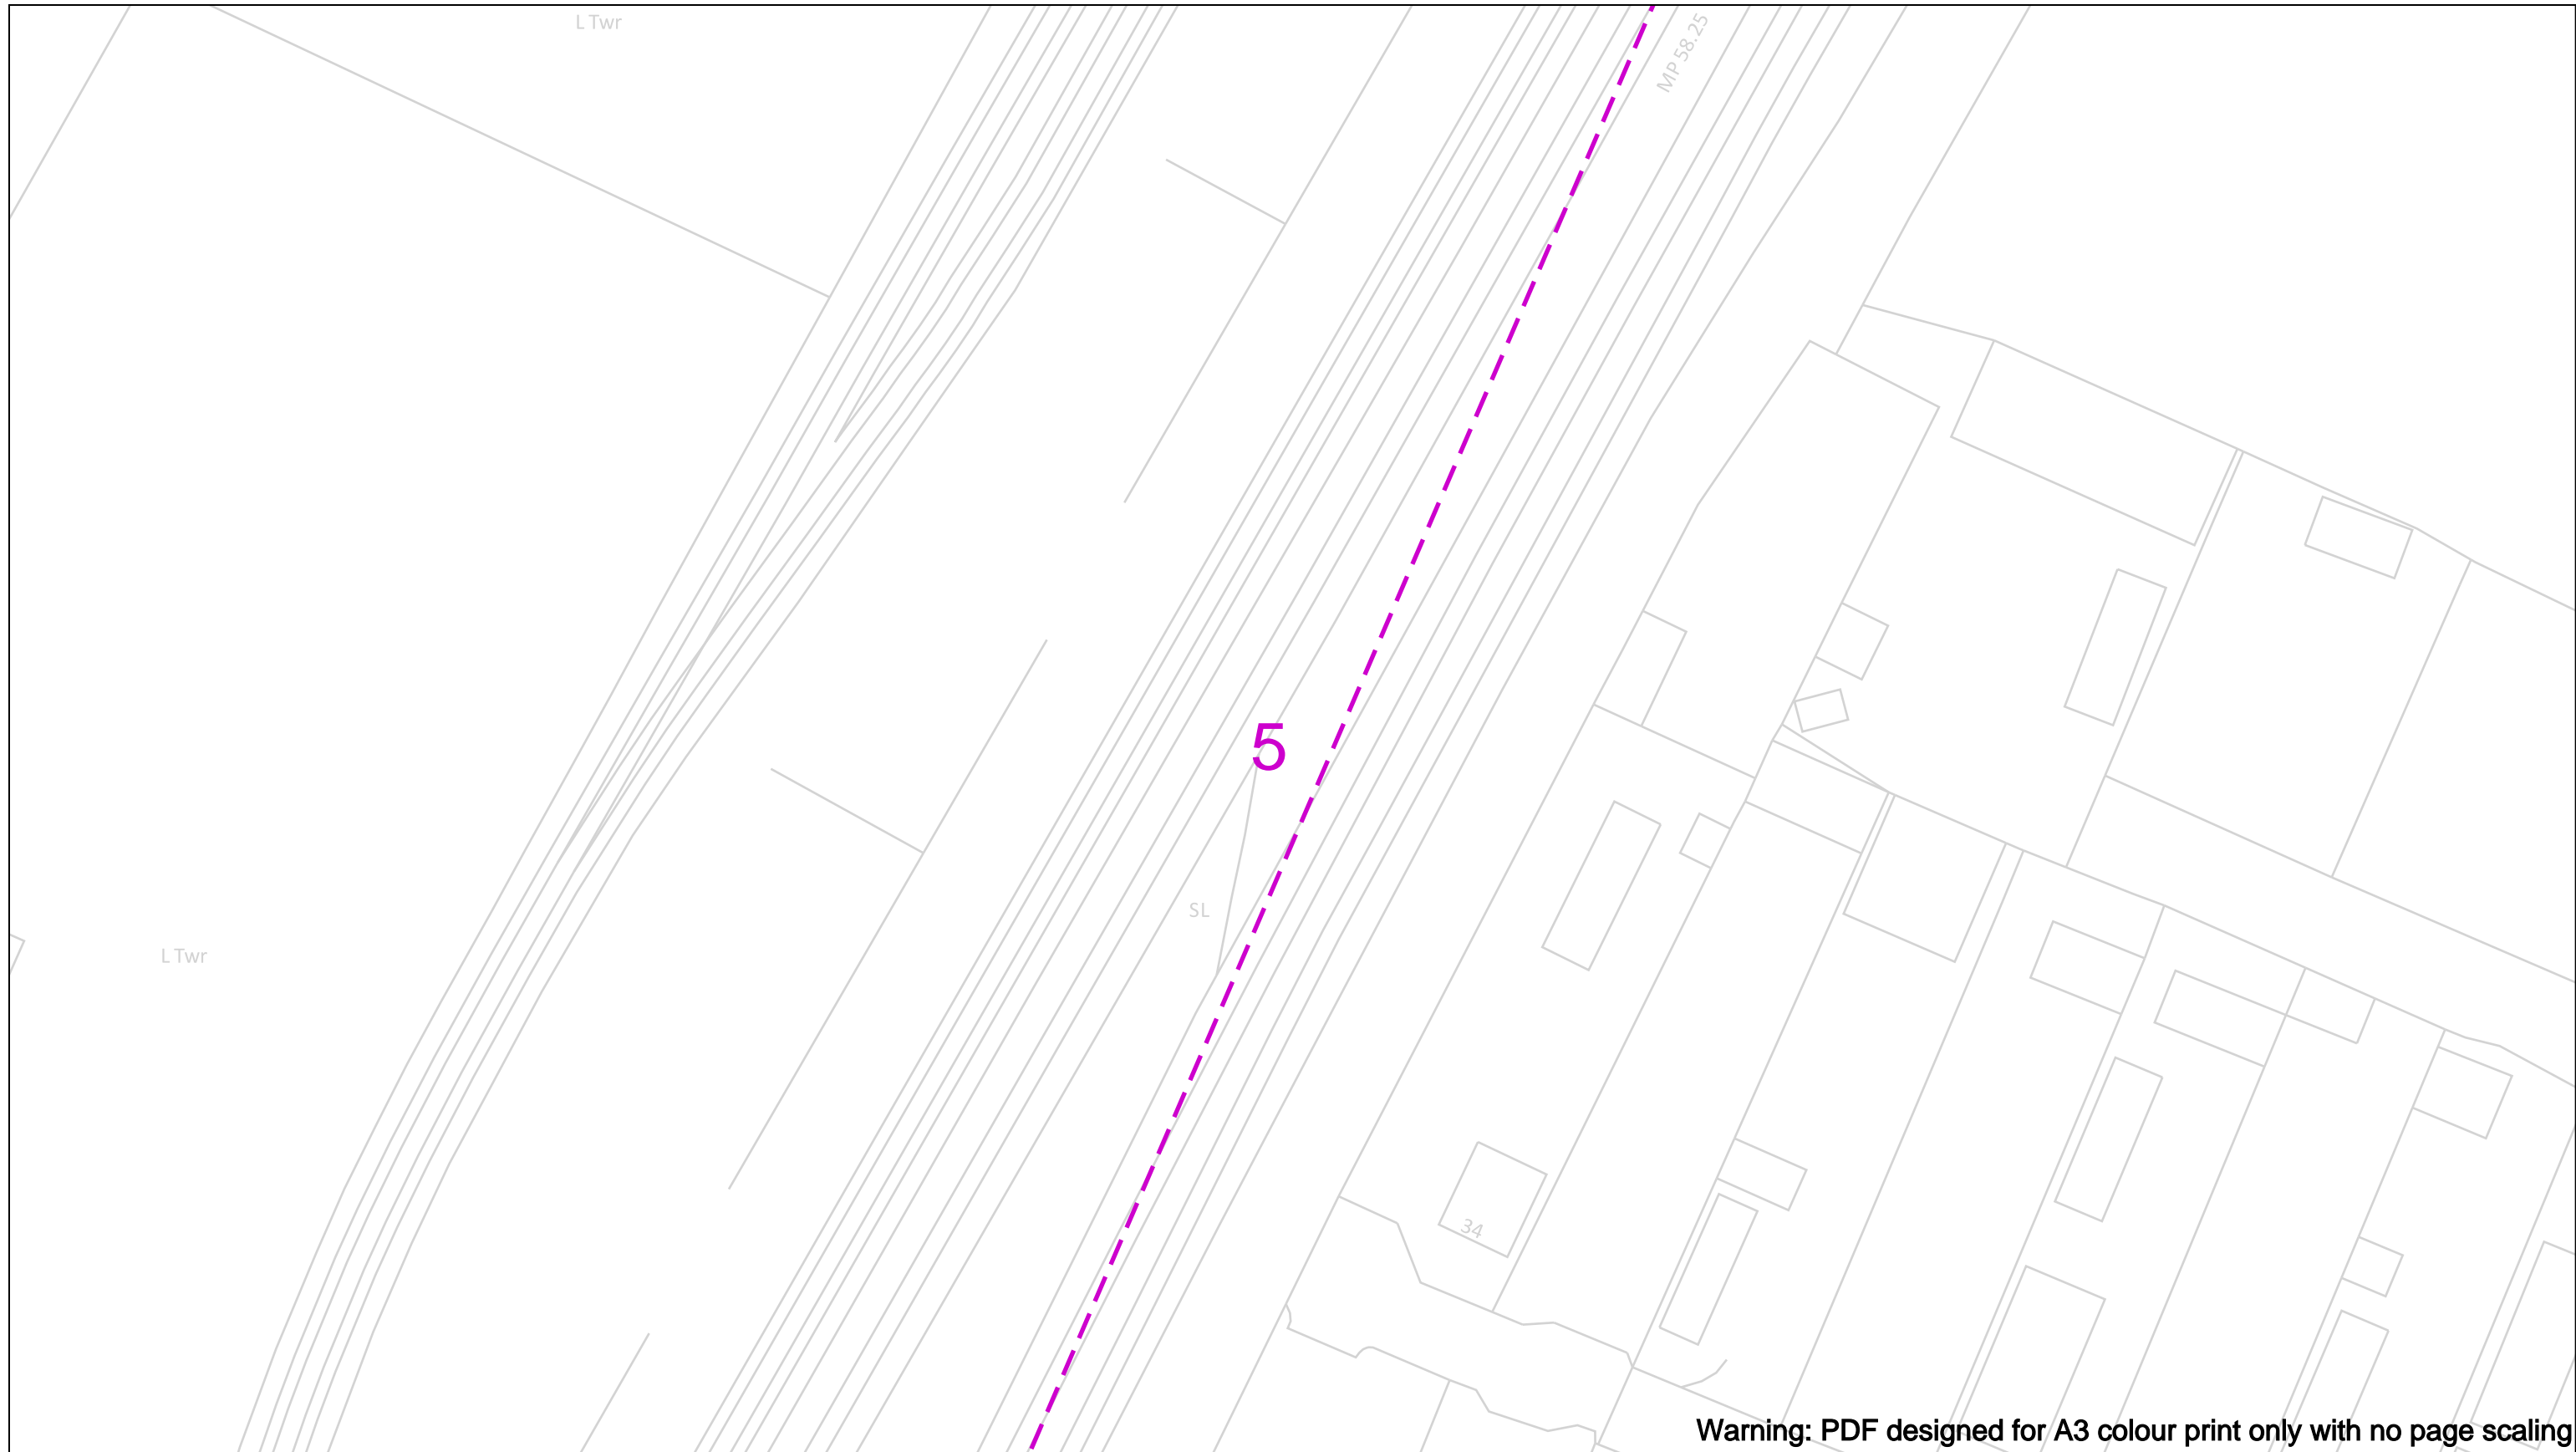 L Twr
MP 58.25
5
SL
L Twr
34
Warning: PDF designed for A3 colour print only with no page scaling